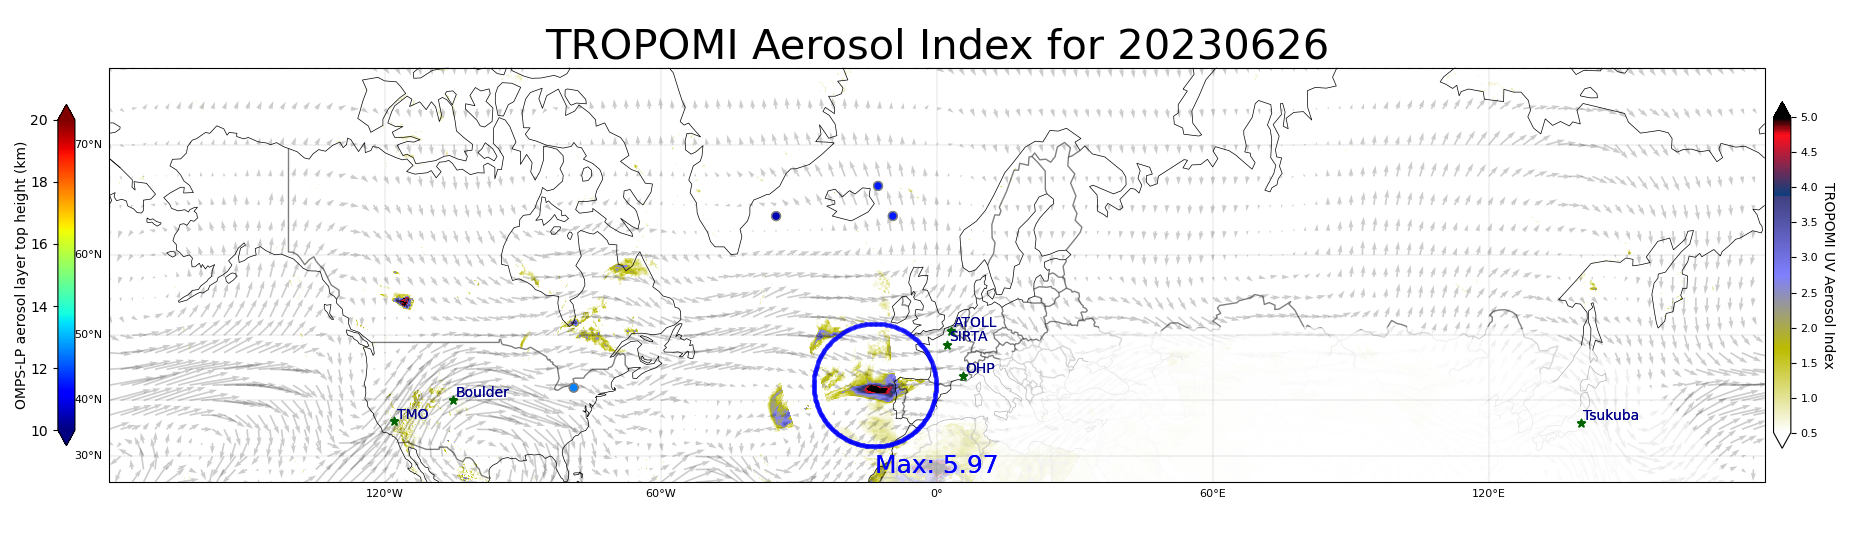 TROPOMI Aerosol Index for 20230626
OMPS-LP aerosol layer top height (km)
20
18
16
14
12
10
70°N
60°N
50°N
40°N
30°N
120°W
60°W
0°
60°E
120°E
ATOLL
SIRTA
OHP
Boulder
TMO
Tsukuba
Max: 5.97
5.0
4.5
4.0
3.5
3.0
2.5
2.0
1.5
1.0
0.5
TROPOMI UV Aerosol Index